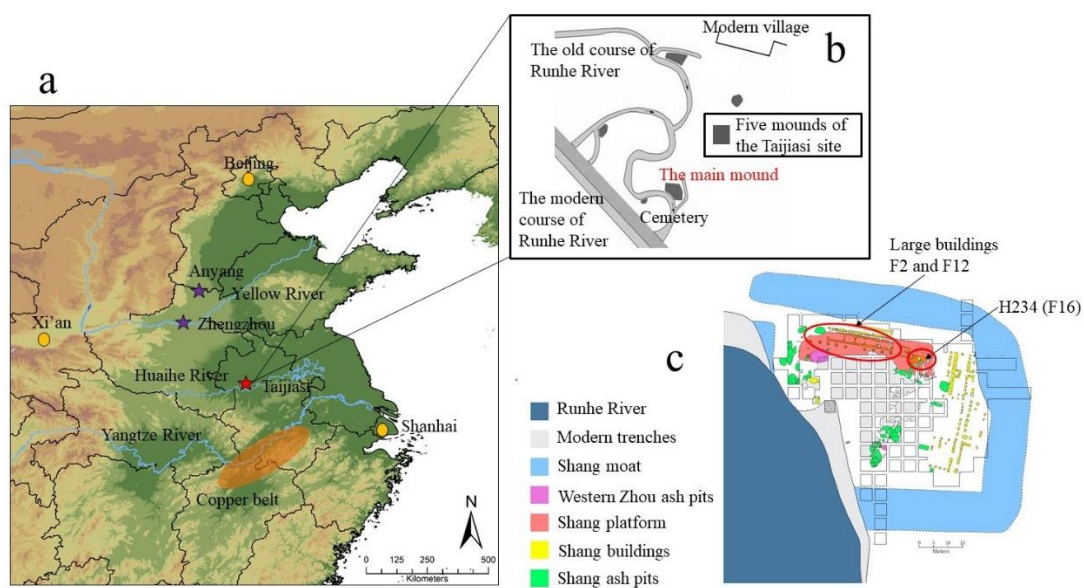 a
Beijing
Anyang
Yellow River
Xi'an
Zhengzhou
Huaihe River
Taijiasi
Yangtze River
Shanhai
Copper belt
N
0 125 250 500
Kilometers
b
Modern village
The old course of
Runhe River
Five mounds of
the Taijiasi site
The main mound
The modern
course of
Runhe River
Cemetery
c
Large buildings
F2 and F12
H234 (F16)
Runhe River
Modern trenches
Shang moat
Western Zhou ash pits
Shang platform
Shang buildings
Shang ash pits
Meters